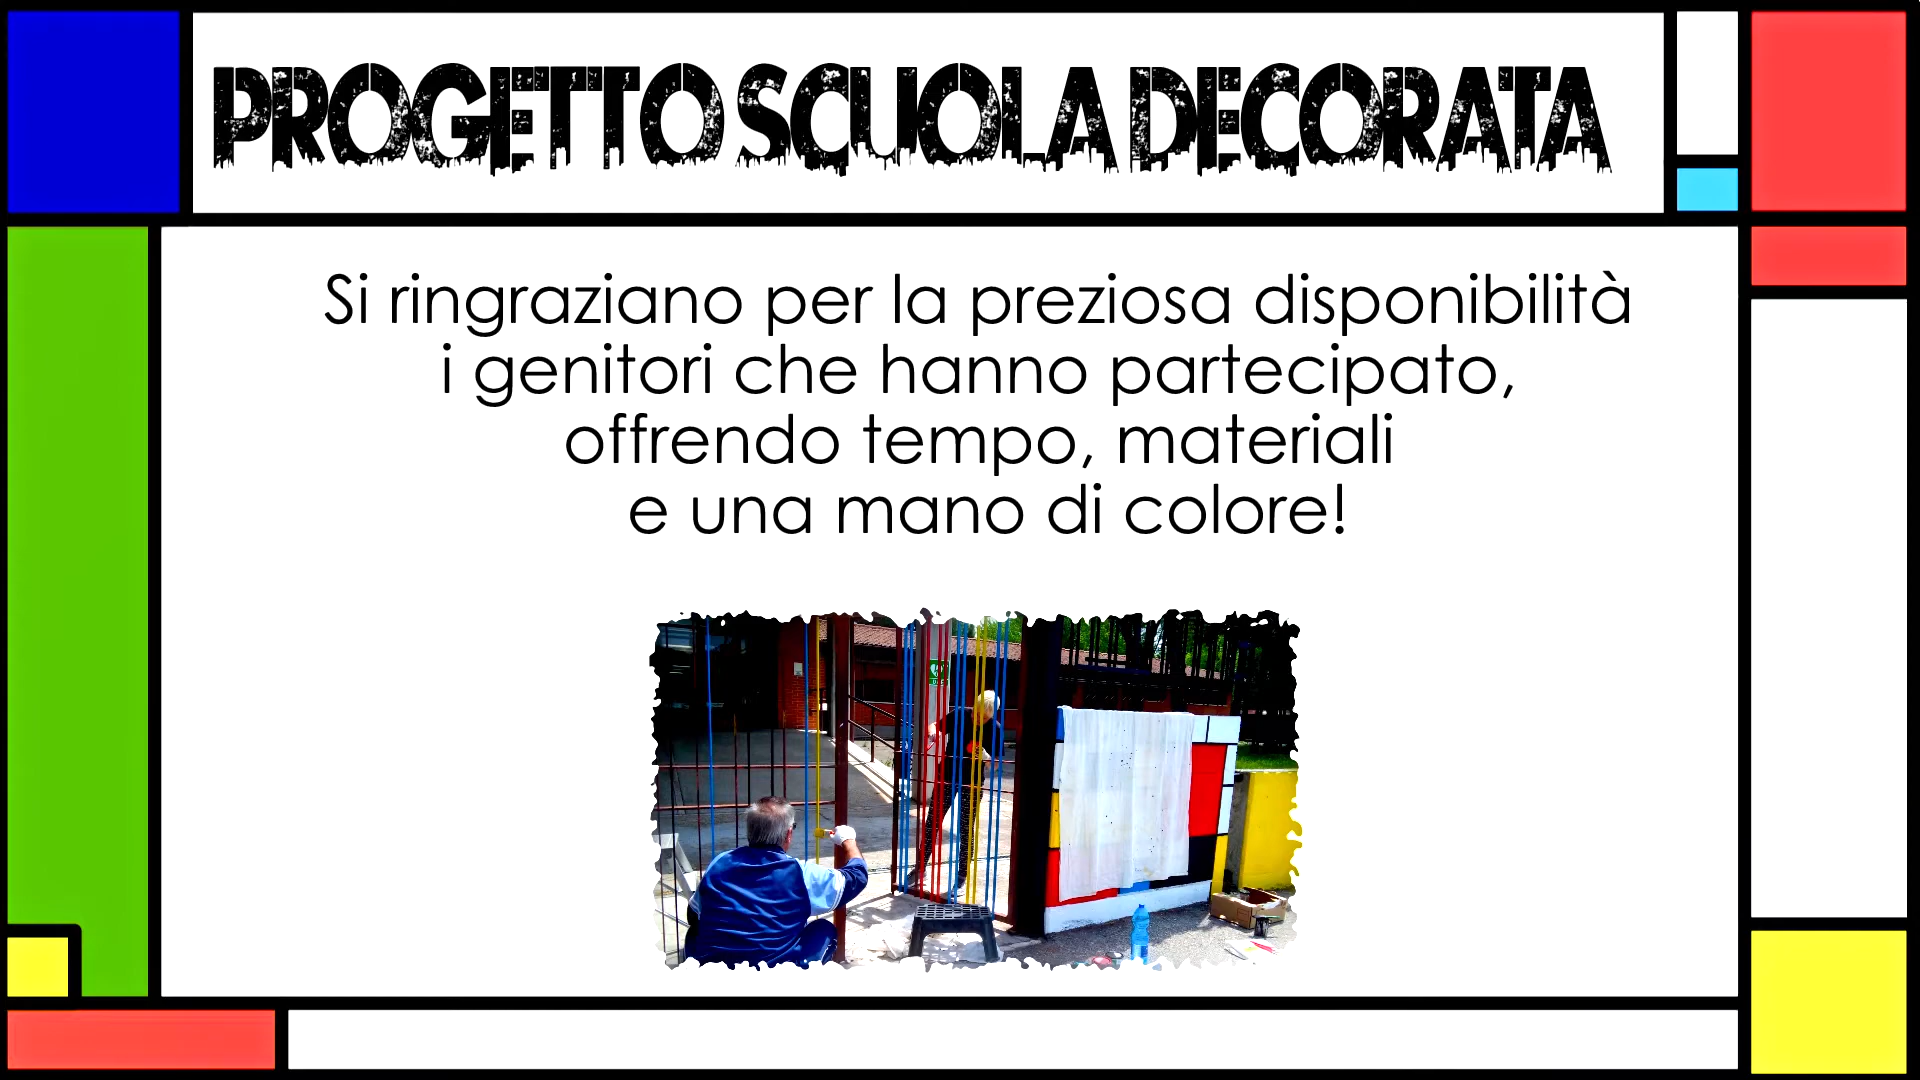 PROGETTO SCUOLA DECORATA
Si ringraziano per la preziosa disponibilità
i genitori che hanno partecipato,
offrendo tempo, materiali
e una mano di colore!